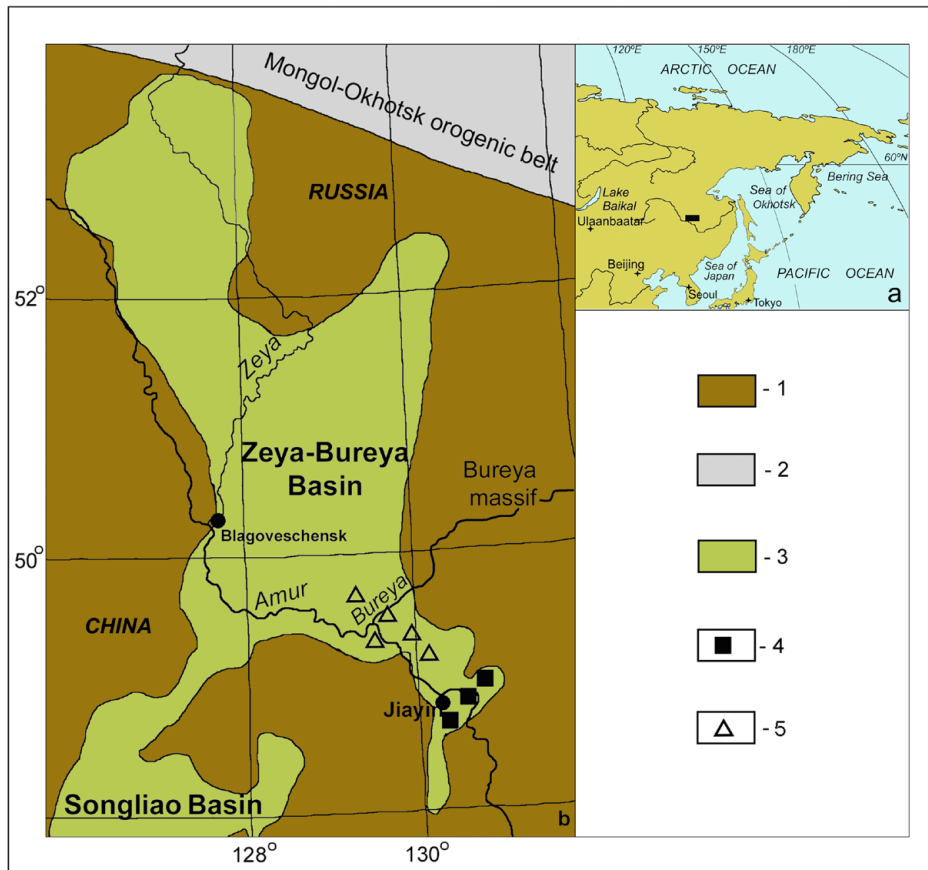 Mongol-Okhotsk orogenic belt
RUSSIA
52°
Zeya
Zeya-Bureya
Basin
Bureya
massif
Blagoveschensk
50°
Amur
Bureya
CHINA
Jiayin
Songliao Basin
b
128°
130°
120°E
150°E
180°E
ARCTIC OCEAN
60°N
Bering Sea
Sea of
Okhotsk
Lake
Baikal
Ulaanbaatar
Beijing
Sea of
Japan
PACIFIC OCEAN
Seoul
Tokyo
a
- 1
- 2
- 3
- 4
- 5